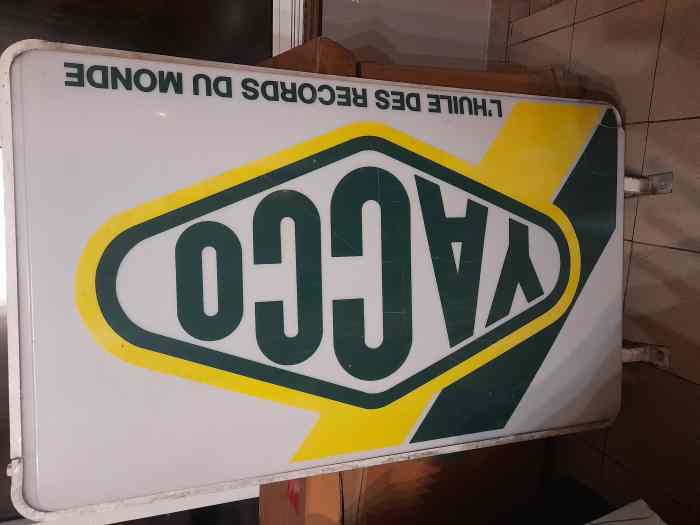 YACCO
L'HUILE DES RECORDS DU MONDE